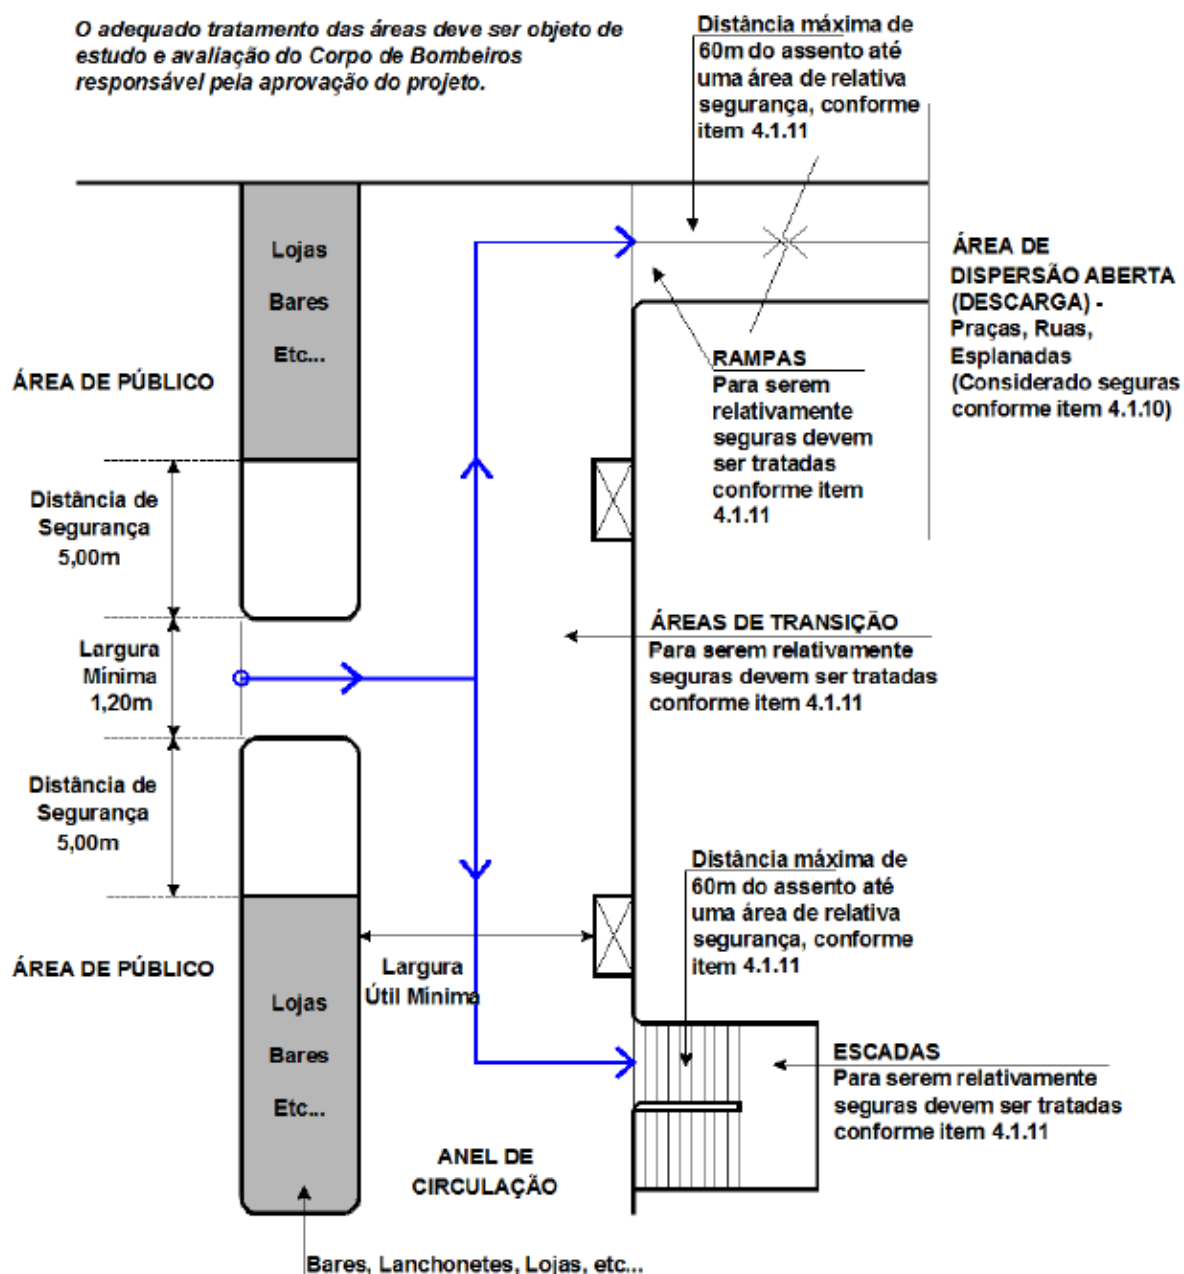 O adequado tratamento das áreas deve ser objeto de
estudo e avaliação do Corpo de Bombeiros
responsável pela aprovação do projeto.
Distância máxima de
60m do assento até
uma área de relativa
segurança, conforme
item 4.1.11
Lojas
Bares
Etc...
ÁREA DE PÚBLICO
ÁREA DE
DISPERSÃO ABERTA
(DESCARGA) -
Praças, Ruas,
Esplanadas
(Considerado seguras
conforme item 4.1.10)
RAMPAS
Para serem
relativamente
seguras devem
ser tratadas
conforme item
4.1.11
Distância de
Segurança
5,00m
Largura
Mínima
1,20m
ÁREAS DE TRANSIÇÃO
Para serem relativamente
seguras devem ser tratadas
conforme item 4.1.11
Distância de
Segurança
5,00m
Distância máxima de
60m do assento até
uma área de relativa
segurança, conforme
item 4.1.11
ÁREA DE PÚBLICO
Largura
Útil Mínima
Lojas
Bares
Etc...
ESCADAS
Para serem relativamente
seguras devem ser tratadas
conforme item 4.1.11
ANEL DE
CIRCULAÇÃO
Bares, Lanchonetes, Lojas, etc...